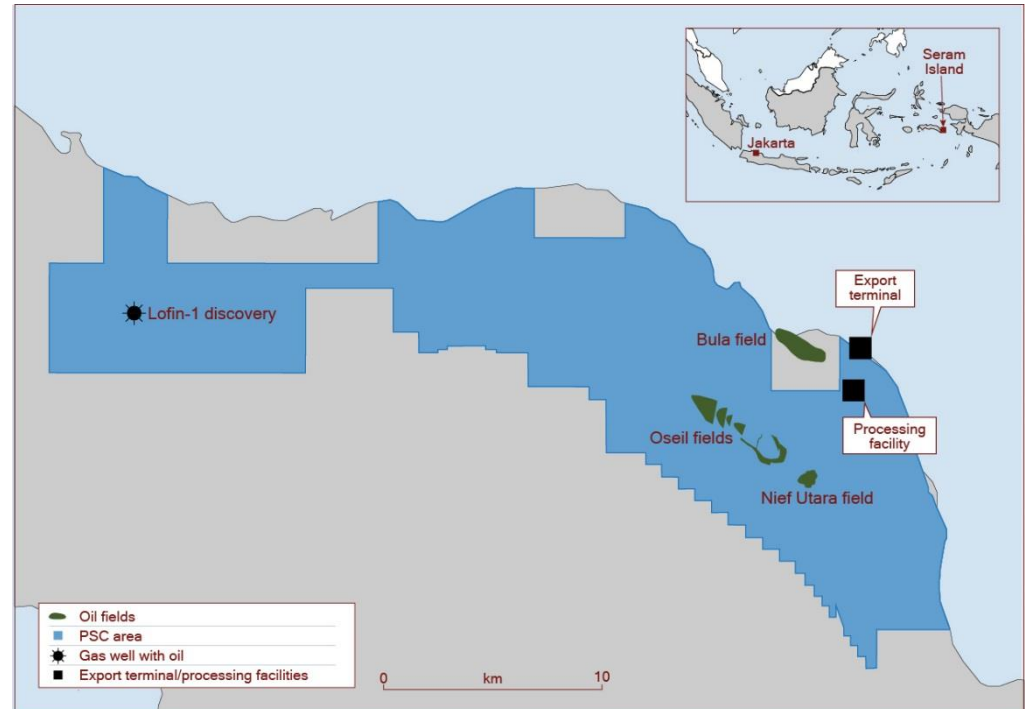 Seram
Island
Jakarta
Export
terminal
Lofin-1 discovery
Bula field
Processing
facility
Oseil fields
Nief Utara field
Oil fields
PSC area
Gas well with oil
Export terminal/processing facilities
0 km 10